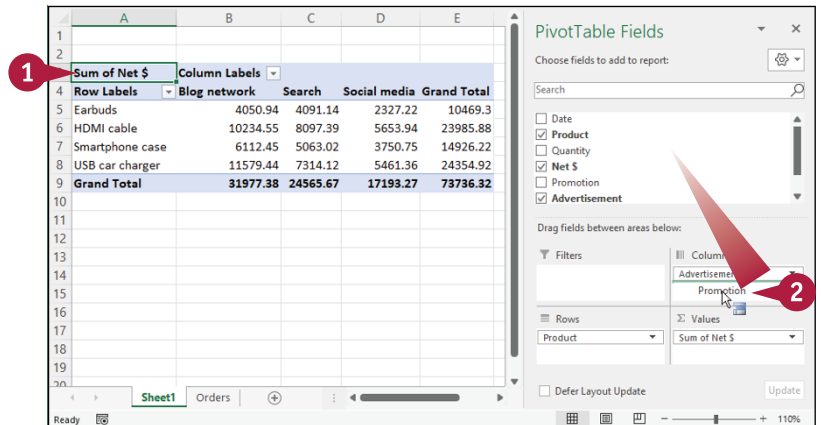 A B C D E
1
2
1
Sum of Net $ Column Labels
4 Row Labels Blog network Search Social media Grand Total
5 Earbuds 4050.94 4091.14 2327.22 10469.3
6 HDMI cable 10234.55 8097.39 5653.94 23985.88
7 Smartphone case 6112.45 5063.02 3750.75 14926.22
8 USB car charger 11579.44 7314.12 5461.36 24354.92
9 Grand Total 31977.38 24565.67 17193.27 73736.32
10
11
12
13
14
15
16
17
18
19
20
Sheet1 Orders
Ready
PivotTable Fields
Choose fields to add to report:
Search
Date
Product
Quantity
Net $
Promotion
Advertisement
Drag fields between areas below:
Filters
Colum
Advertisemen
Promotion
2
Rows
Product
Σ Values
Sum of Net $
Defer Layout Update
Update
110%